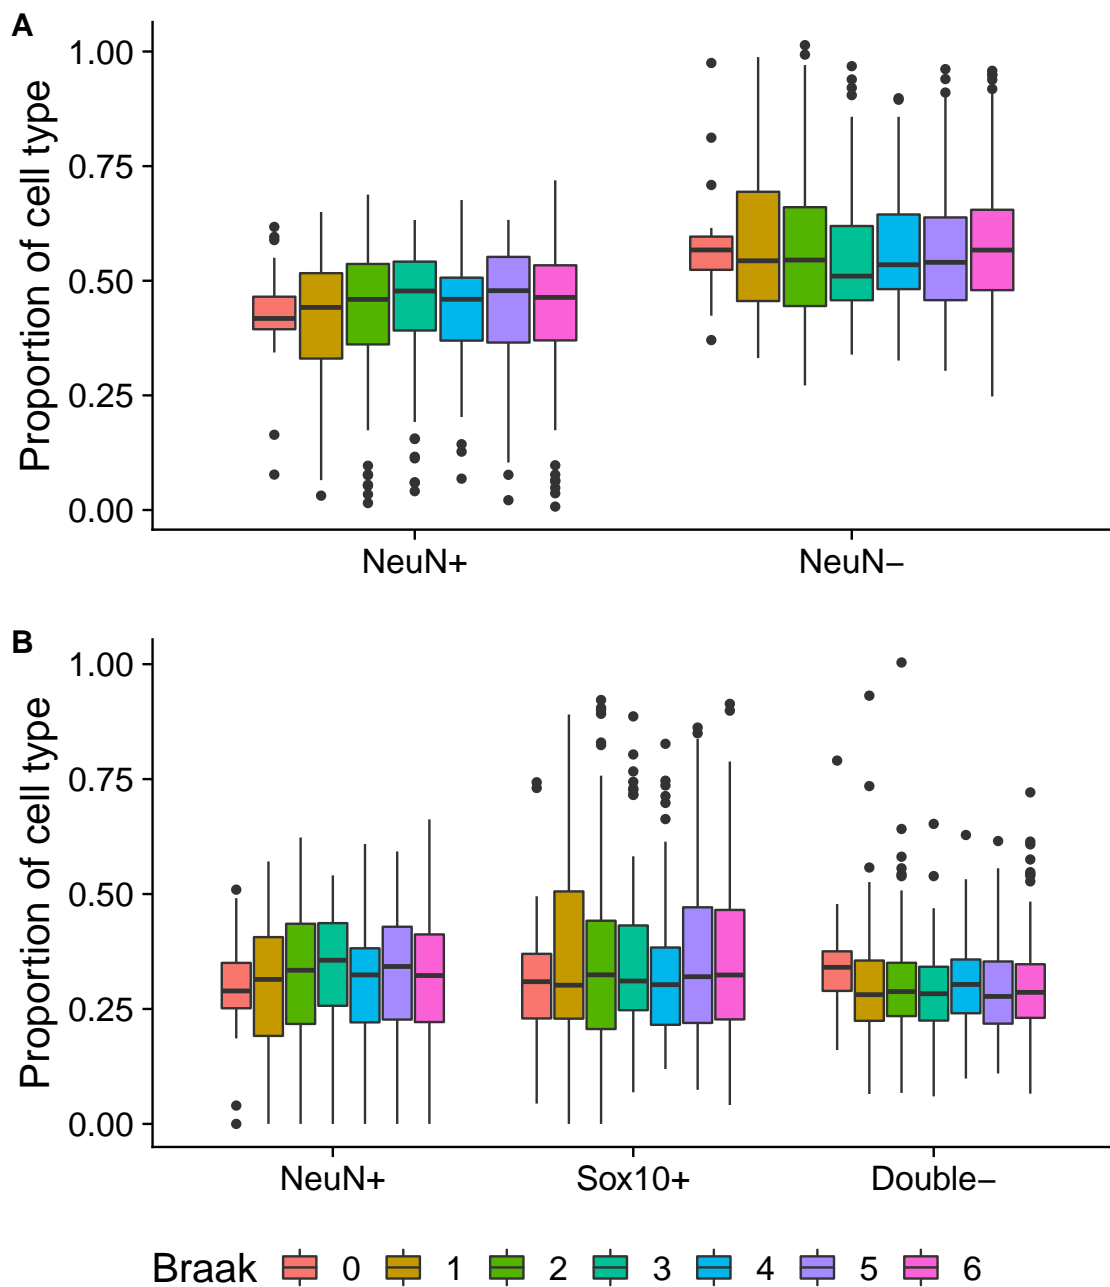 A
Proportion of cell type
1.00
0.75
0.50
0.25
0.00
NeuN+ NeuN−
B
Proportion of cell type
1.00
0.75
0.50
0.25
0.00
NeuN+ Sox10+ Double−
Braak 0 1 2 3 4 5 6